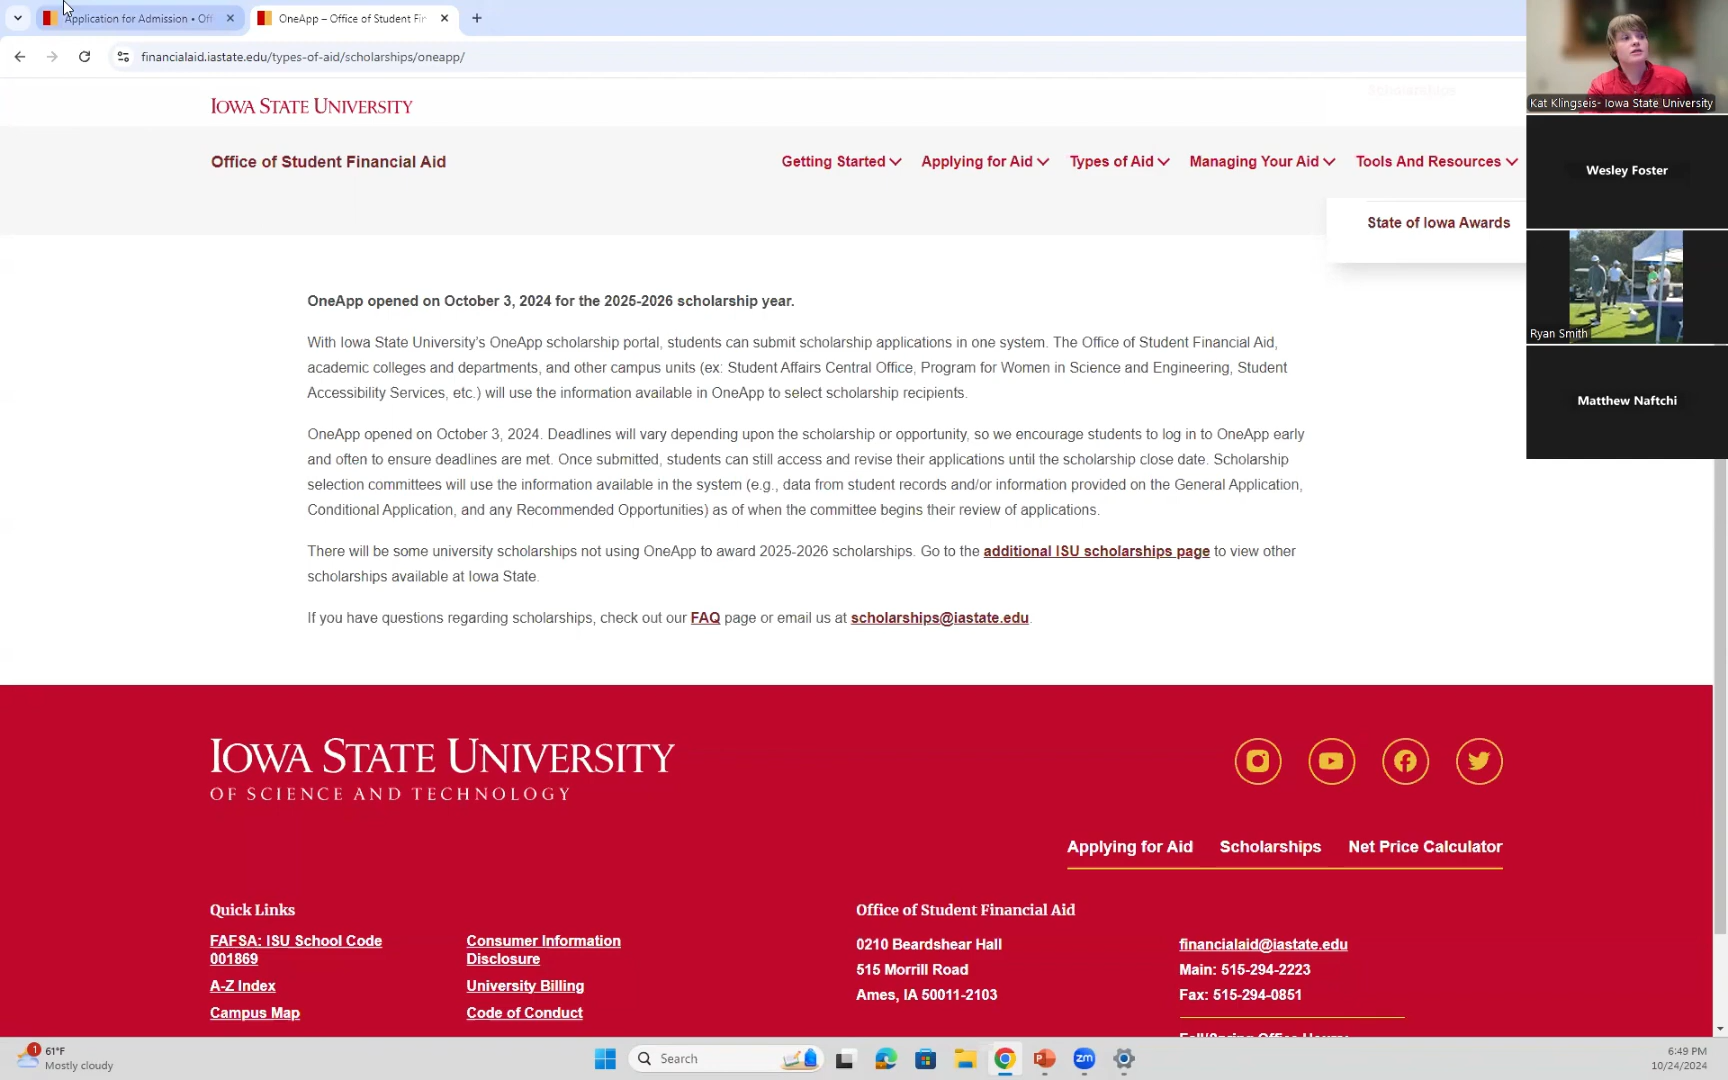 Application for Admission • Off
OneApp – Office of Student Fin
financialaid.iastate.edu/types-of-aid/scholarships/oneapp/
IOWA STATE UNIVERSITY
Office of Student Financial Aid
Getting Started
Applying for Aid
Types of Aid
Managing Your Aid
Tools And Resources
State of Iowa Awards
OneApp opened on October 3, 2024 for the 2025-2026 scholarship year.
With Iowa State University's OneApp scholarship portal, students can submit scholarship applications in one system. The Office of Student Financial Aid,
academic colleges and departments, and other campus units (ex: Student Affairs Central Office, Program for Women in Science and Engineering, Student
Accessibility Services, etc.) will use the information available in OneApp to select scholarship recipients.
OneApp opened on October 3, 2024. Deadlines will vary depending upon the scholarship or opportunity, so we encourage students to log in to OneApp early
and often to ensure deadlines are met. Once submitted, students can still access and revise their applications until the scholarship close date. Scholarship
selection committees will use the information available in the system (e.g., data from student records and/or information provided on the General Application,
Conditional Application, and any Recommended Opportunities) as of when the committee begins their review of applications.
There will be some university scholarships not using OneApp to award 2025-2026 scholarships. Go to the additional ISU scholarships page to view other
scholarships available at Iowa State.
If you have questions regarding scholarships, check out our FAQ page or email us at scholarships@iastate.edu.
Kat Klingseis- Iowa State University
Wesley Foster
Ryan Smith
Matthew Naftchi
IOWA STATE UNIVERSITY
OF SCIENCE AND TECHNOLOGY
Applying for Aid
Scholarships
Net Price Calculator
Quick Links
FAFSA: ISU School Code
001869
A-Z Index
Campus Map
Consumer Information
Disclosure
University Billing
Code of Conduct
Office of Student Financial Aid
0210 Beardshear Hall
515 Morrill Road
Ames, IA 50011-2103
financialaid@iastate.edu
Main: 515-294-2223
Fax: 515-294-0851
Fall/Spring Office Hours:
1
61°F
Mostly cloudy
Search
zm
6:49 PM
10/24/2024